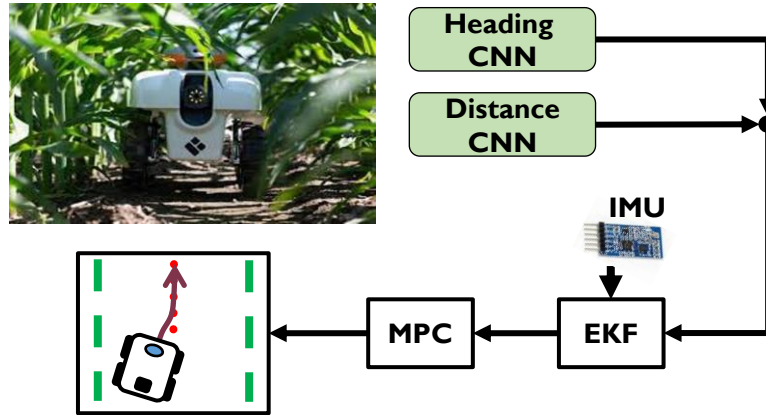 Heading
CNN
Distance
CNN
IMU
MPC
EKF